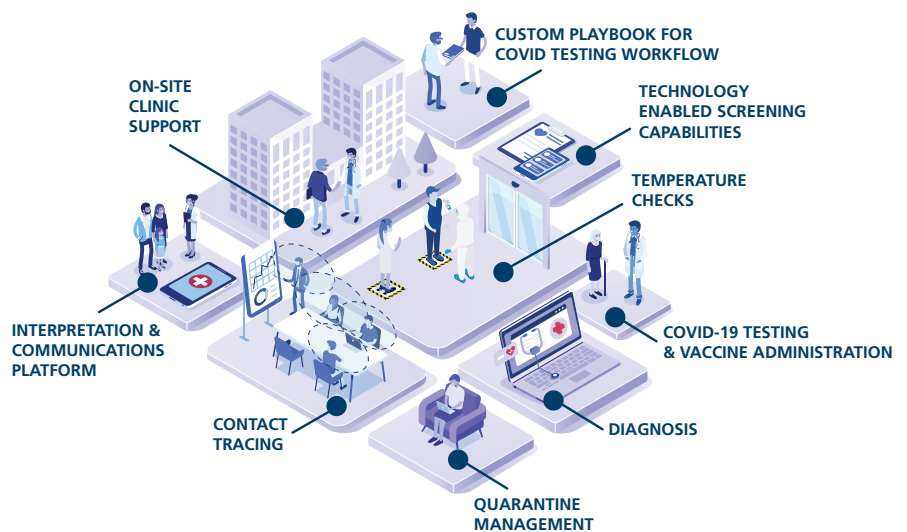 CUSTOM PLAYBOOK FOR
COVID TESTING WORKFLOW
ON-SITE
CLINIC
SUPPORT
TECHNOLOGY
ENABLED SCREENING
CAPABILITIES
TEMPERATURE
CHECKS
INTERPRETATION &
COMMUNICATIONS
PLATFORM
COVID-19 TESTING
& VACCINE ADMINISTRATION
CONTACT
TRACING
DIAGNOSIS
QUARANTINE
MANAGEMENT